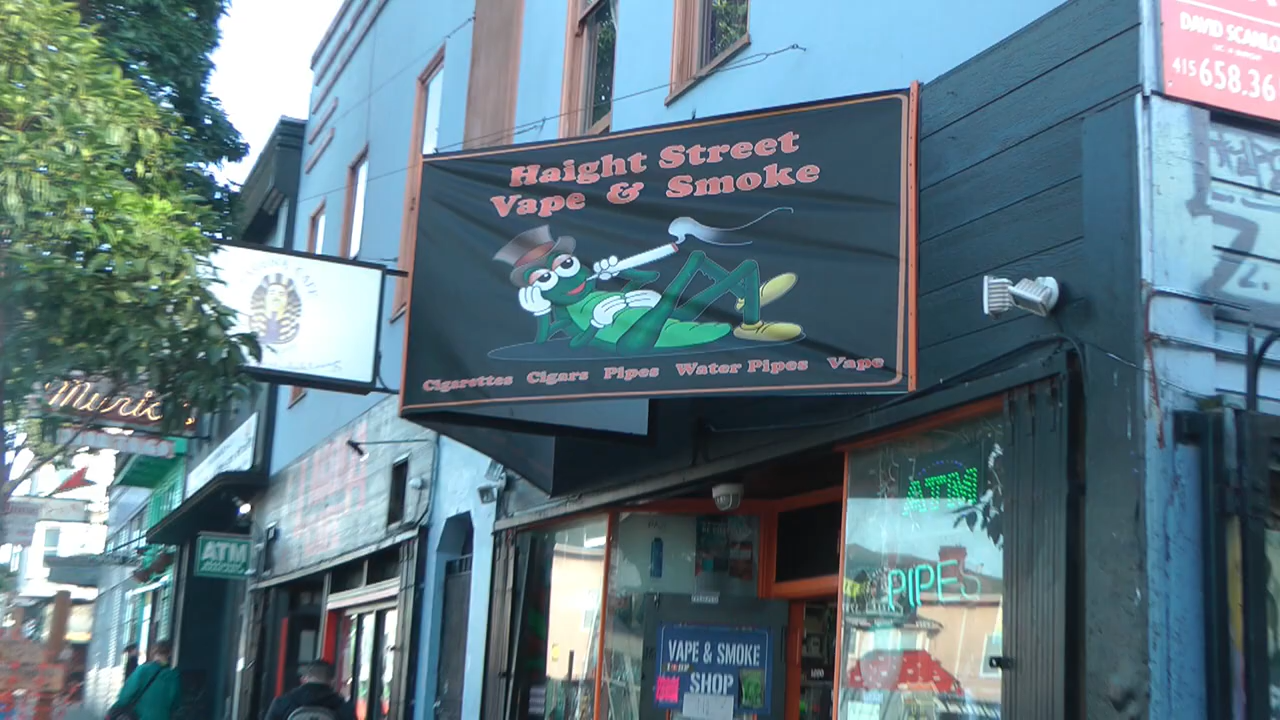 Haight Street
Vape & Smoke
Cigarettes Cigars Pipes Water Pipes Vape
DAVID SCANLO
415 658.36
ATM
PIPES
VAPE & SMOKE
SHOP
ATM
Music